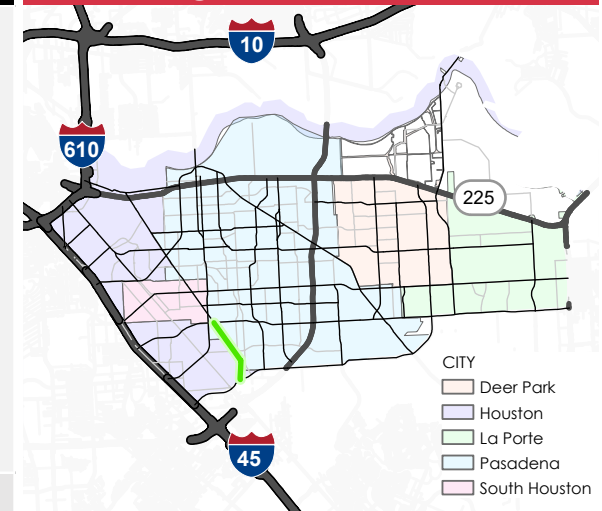 10
610
225
CITY
Deer Park
Houston
La Porte
Pasadena
South Houston
45